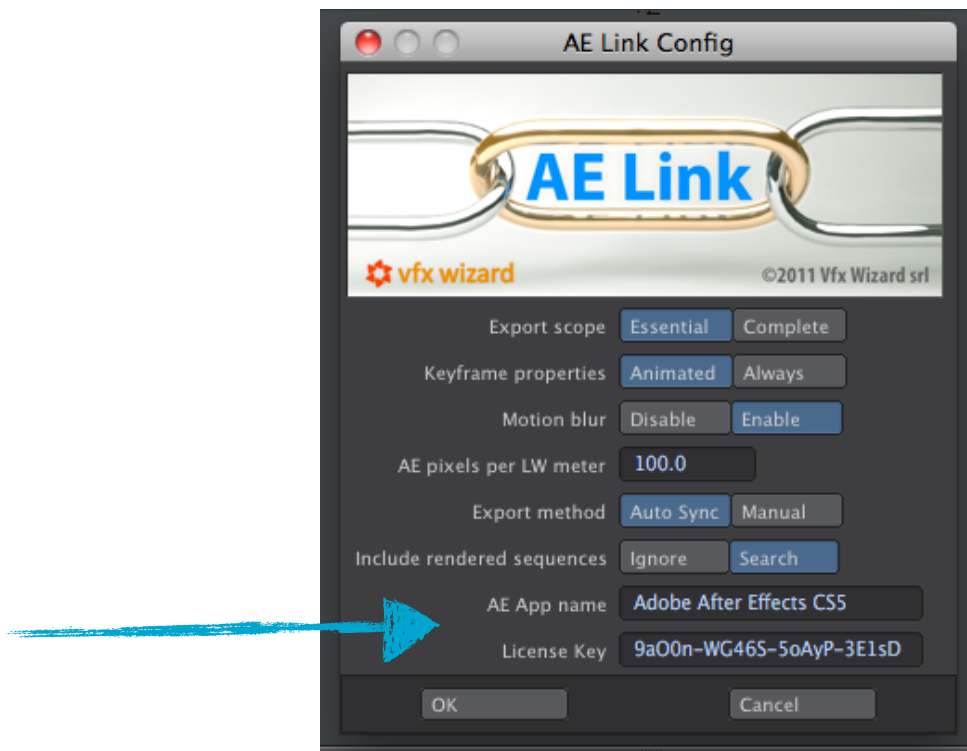 AE Link Config
AE Link
vfx wizard ©2011 Vfx Wizard srl
Export scope Essential Complete
Keyframe properties Animated Always
Motion blur Disable Enable
AE pixels per LW meter 100.0
Export method Auto Sync Manual
Include rendered sequences Ignore Search
AE App name Adobe After Effects CS5
License Key 9aO0n-WG46S-5oAyP-3E1sD
OK Cancel